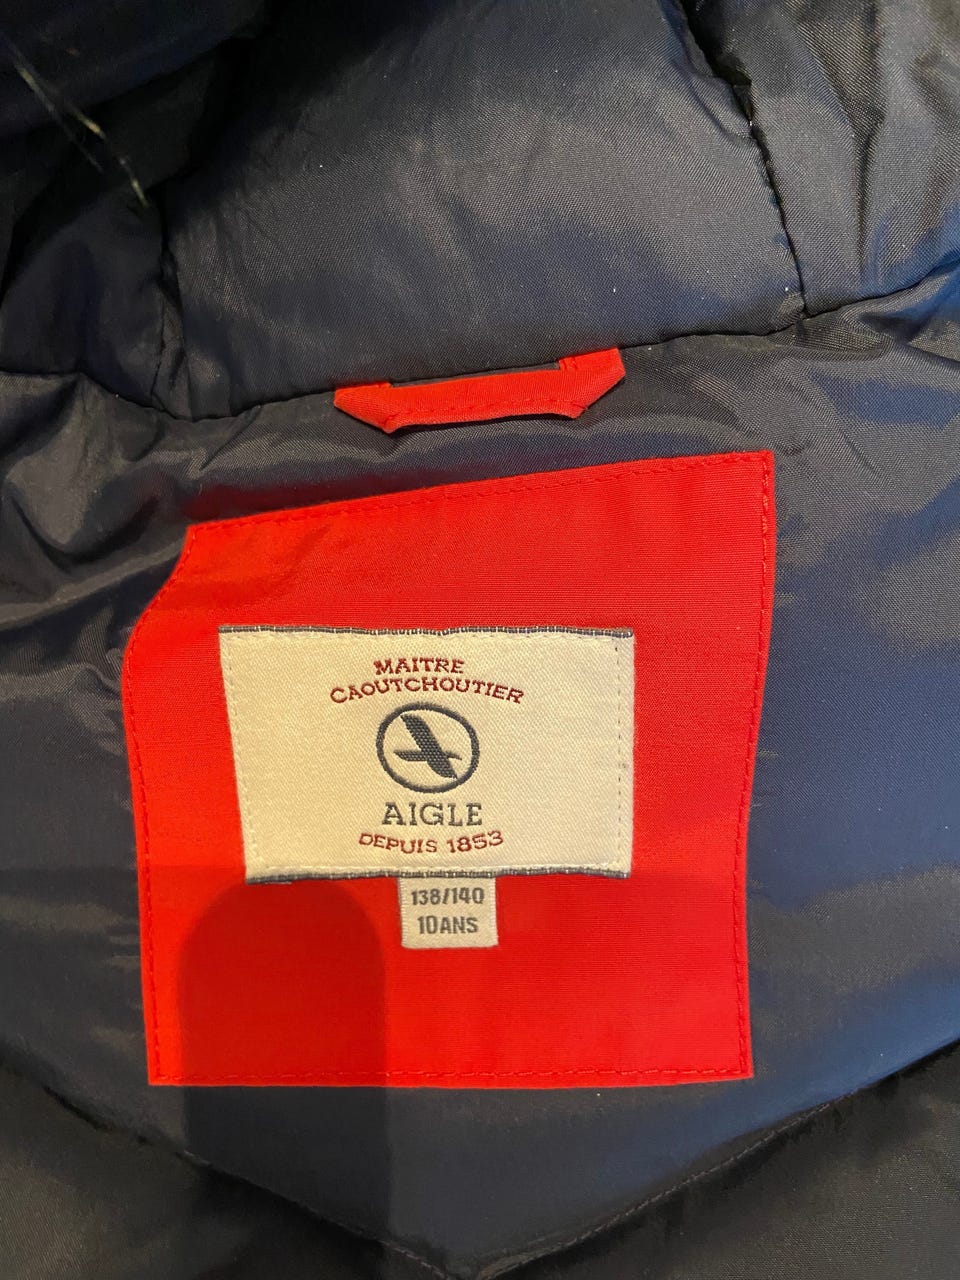 MAITRE
CAOUTCHOUTIER
AIGLE
DEPUIS 1853
138/140
10ANS